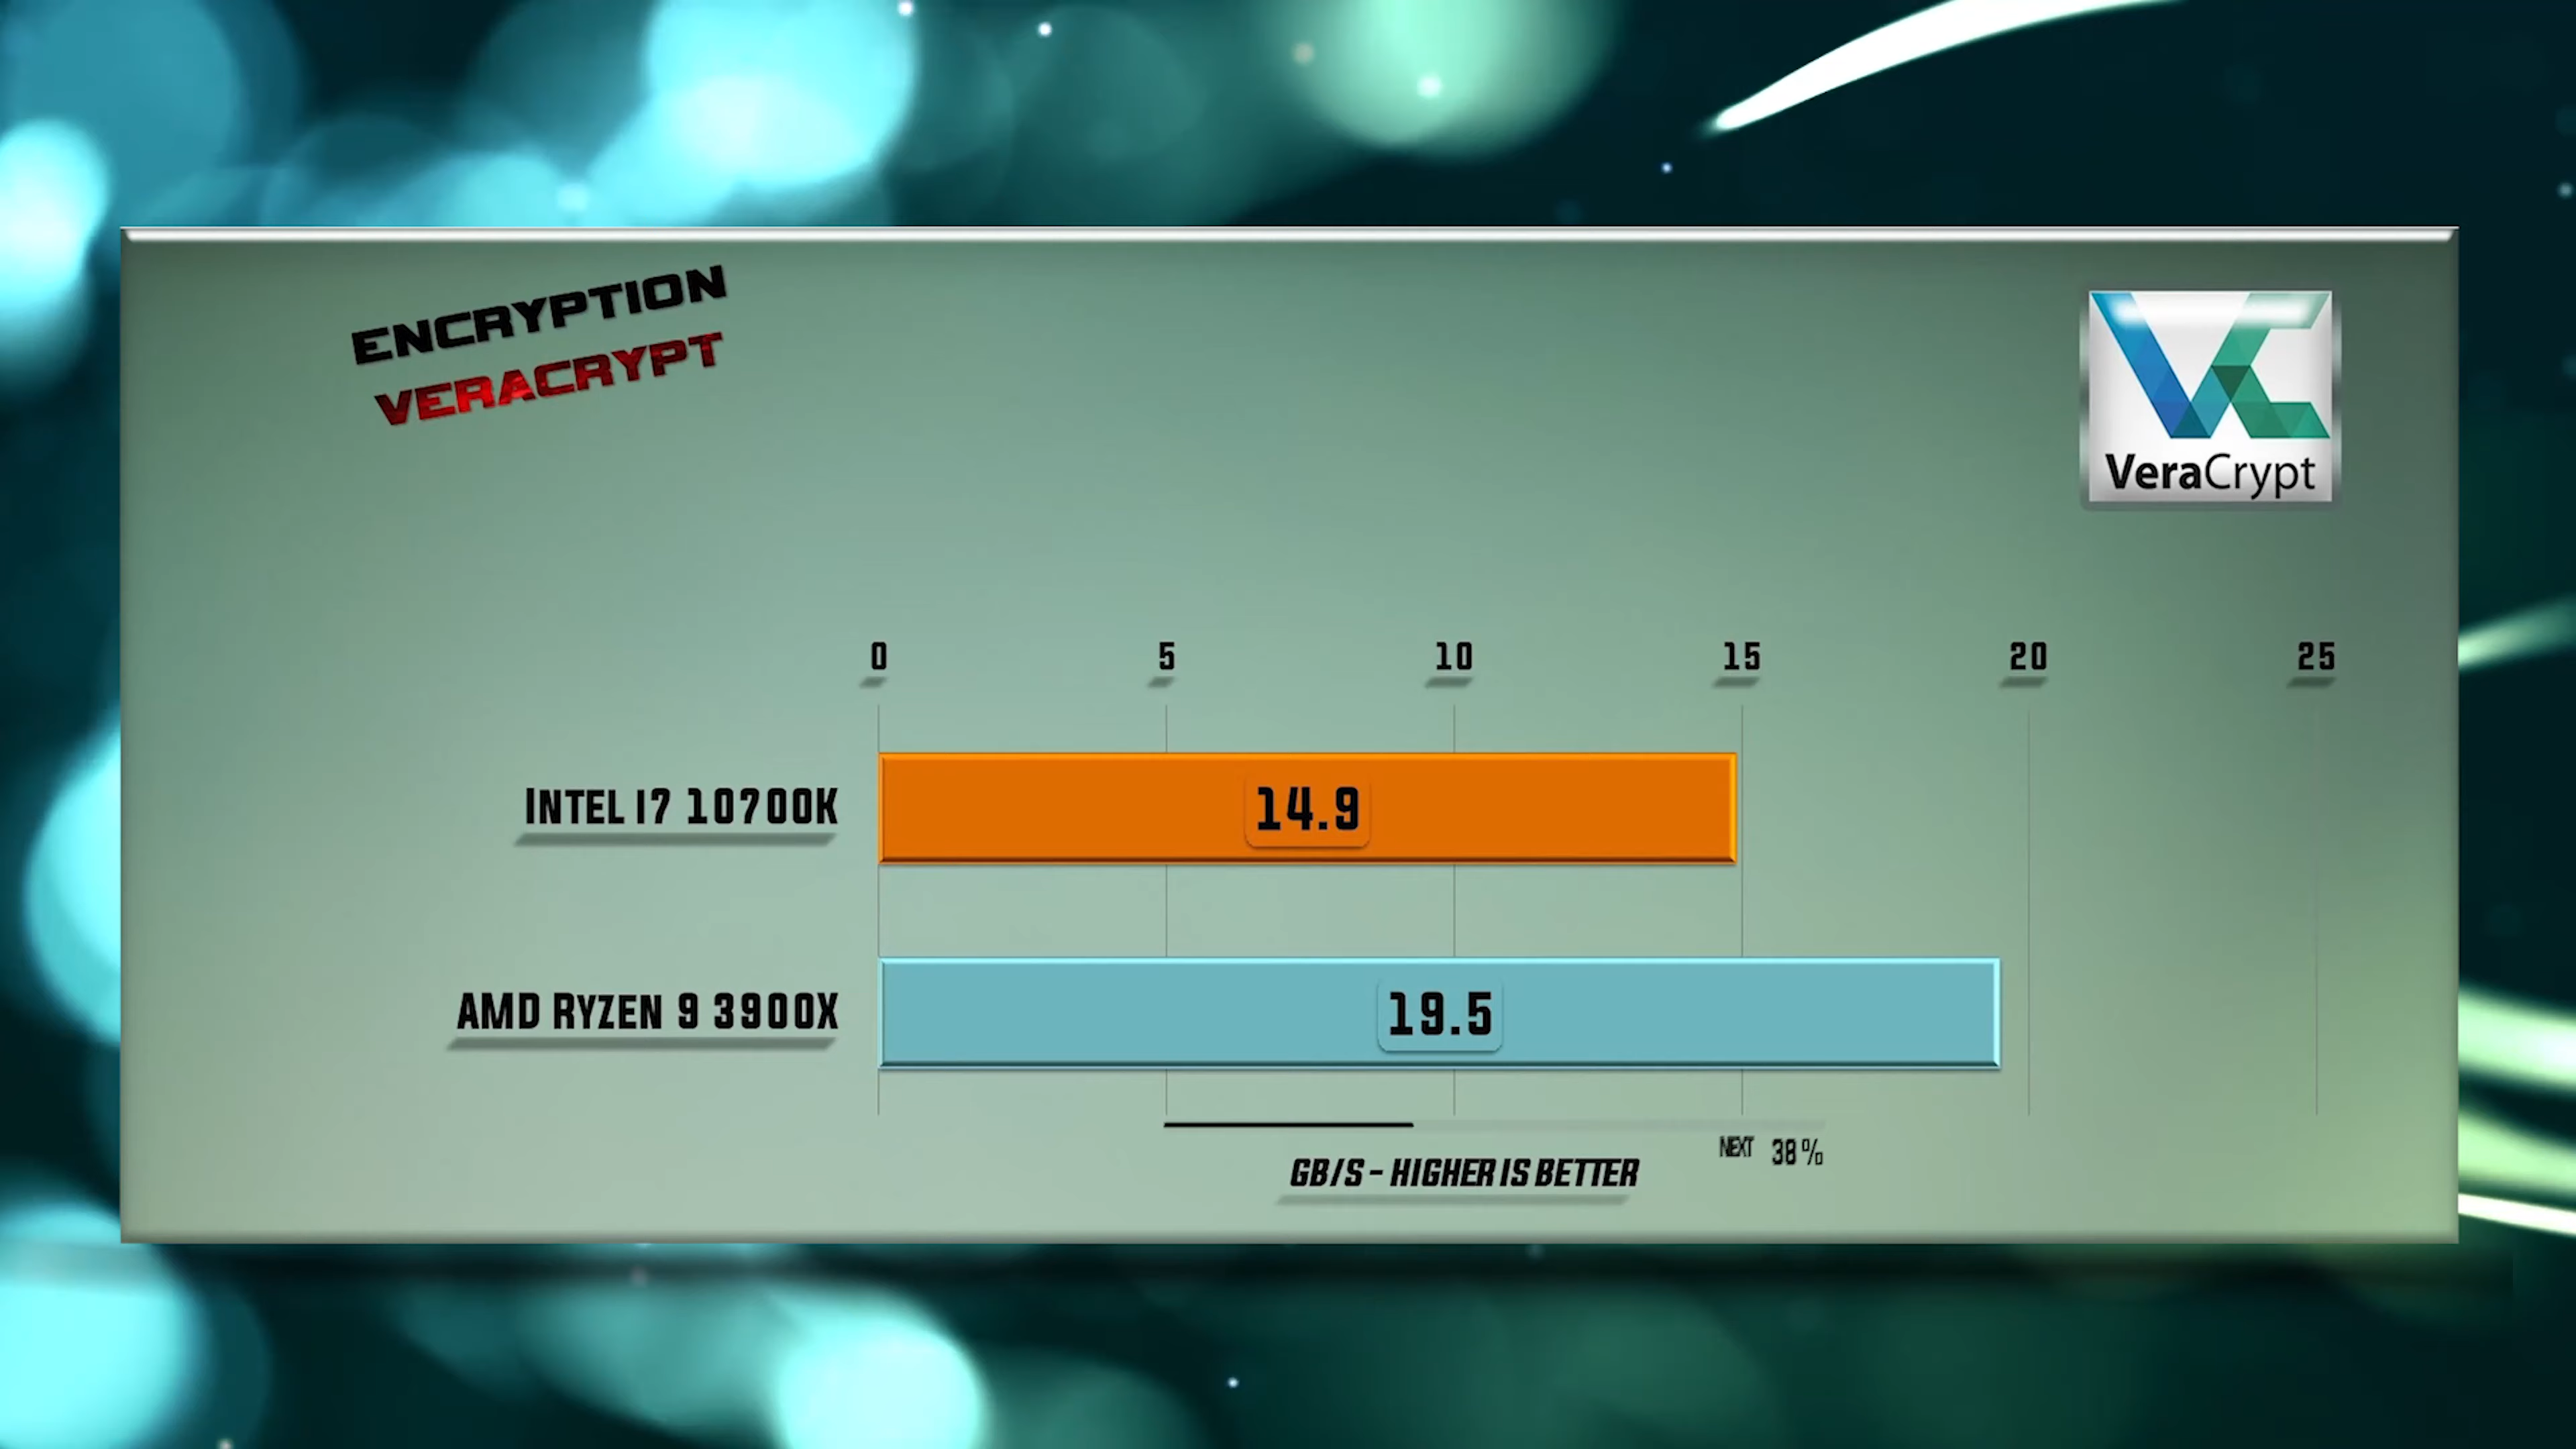 ENCRYPTION
VERACRYPT
VeraCrypt
0 5 10 15 20 25
INTEL I7 10700K 14.9
AMD RYZEN 9 3900X 19.5
NEXT 38%
GB/S - HIGHER IS BETTER